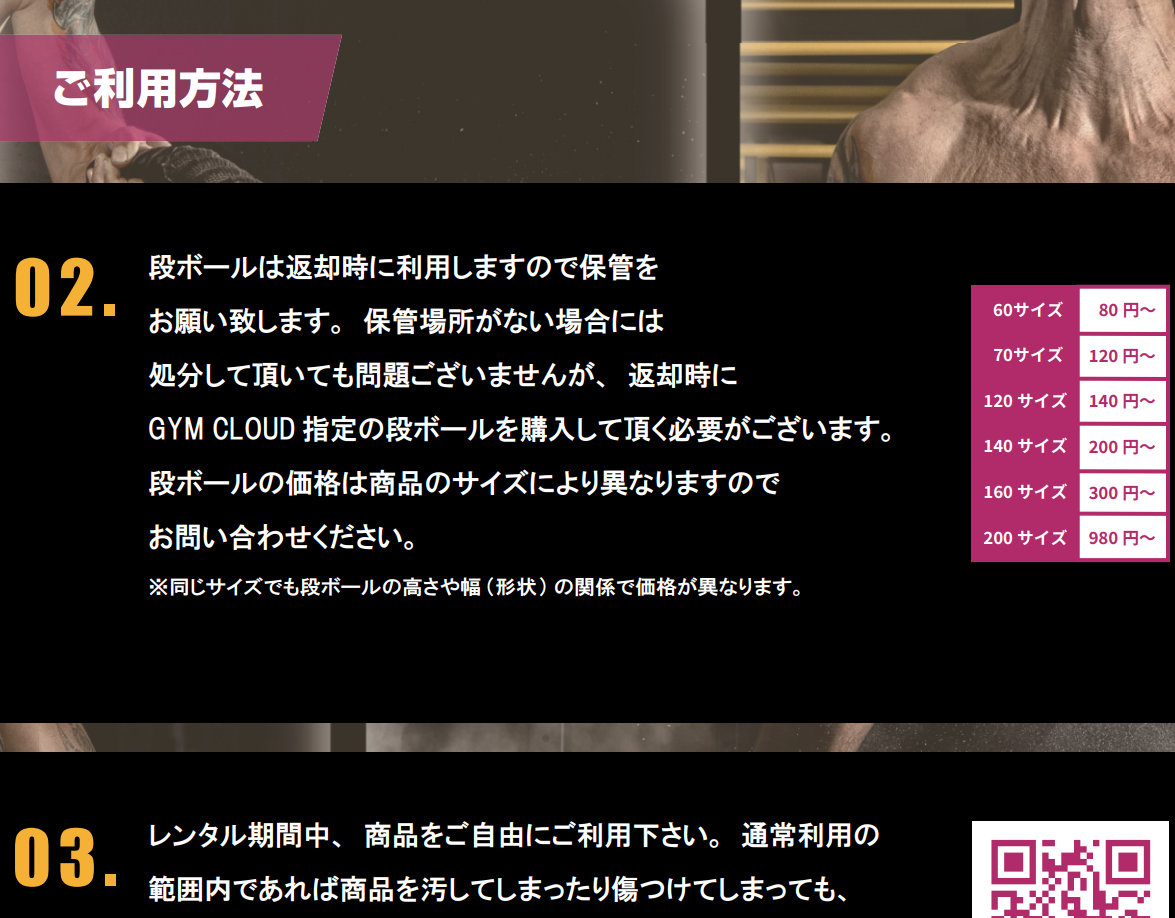 ご利用方法
02.
段ボールは返却時に利用しますので保管を
お願い致します。 保管場所がない場合には
処分して頂いても問題ございませんが、 返却時に
GYM CLOUD 指定の段ボールを購入して頂く必要がございます。
段ボールの価格は商品のサイズにより異なりますので
お問い合わせください。
※同じサイズでも段ボールの高さや幅（形状）の関係で価格が異なります。
60サイズ 80 円〜
70サイズ 120 円〜
120 サイズ 140 円〜
140 サイズ 200 円〜
160 サイズ 300 円〜
200 サイズ 980 円〜
03.
レンタル期間中、 商品をご自由にご利用下さい。 通常利用の
範囲内であれば商品を汚してしまったり傷つけてしまっても、